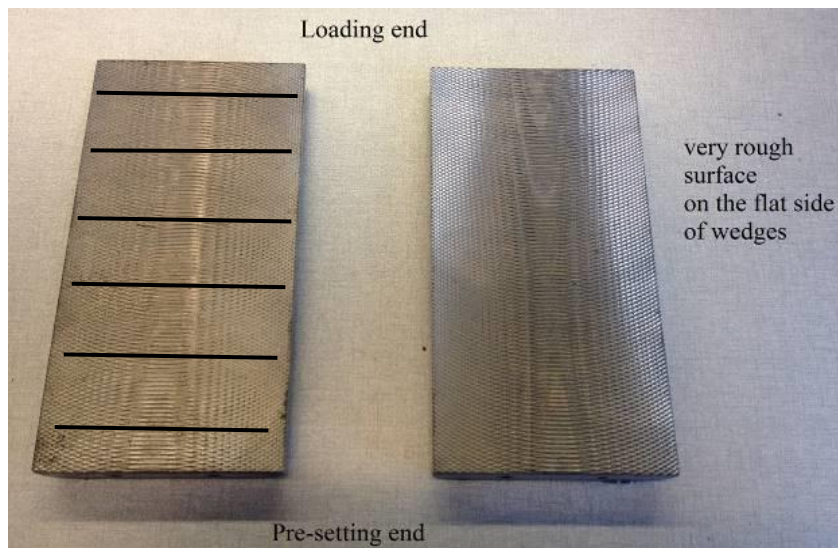 Loading end
very rough
surface
on the flat side
of wedges
Pre-setting end